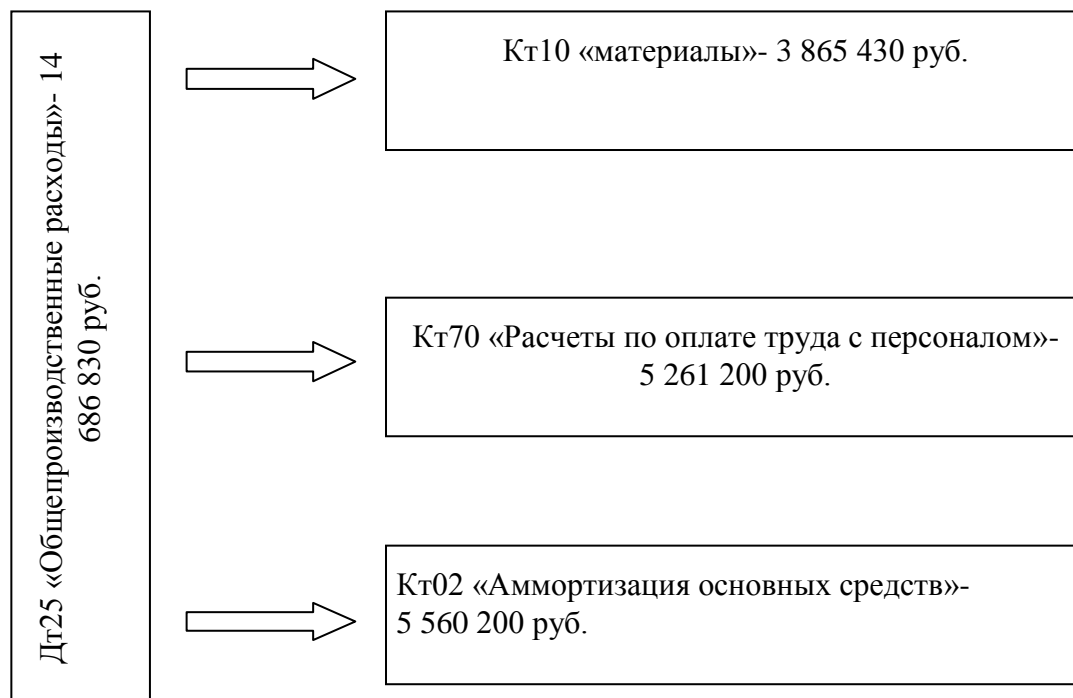 Дт25 «Общепроизводственные расходы»- 14
686 830 руб.
Кт10 «материалы»- 3 865 430 руб.
Кт70 «Расчеты по оплате труда с персоналом»-
5 261 200 руб.
Кт02 «Аммортизация основных средств»-
5 560 200 руб.